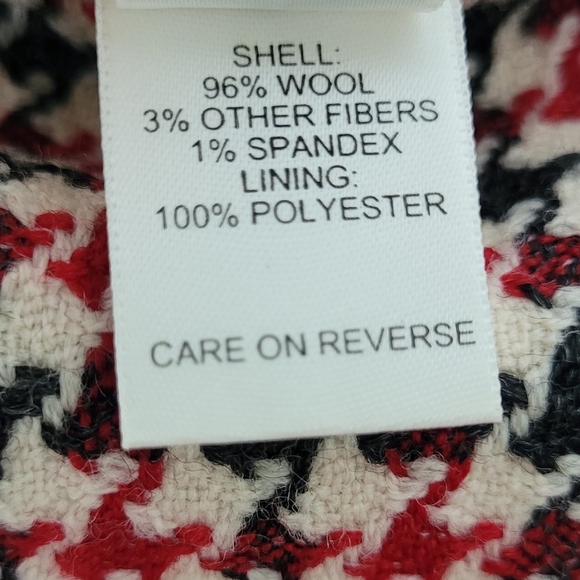 SHELL:
96% WOOL
3% OTHER FIBERS
1% SPANDEX
LINING:
100% POLYESTER
CARE ON REVERSE